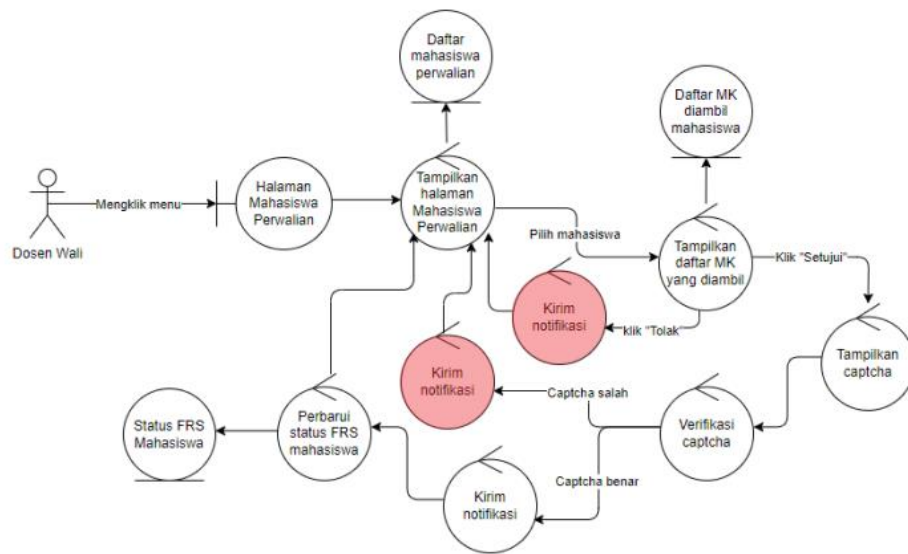 Daftar
mahasiswa
perwalian
Daftar MK
diambil
mahasiswa
Dosen Wali
Mengklik menu
Halaman
Mahasiswa
Perwalian
Tampilkan
halaman
Mahasiswa
Perwalian
Pilih mahasiswa
Tampilkan
daftar MK
yang diambil
Klik "Setujui"
Kirim
notifikasi
klik "Tolak"
Tampilkan
captcha
Kirim
notifikasi
Captcha salah
Verifikasi
captcha
Status FRS
Mahasiswa
Perbarui
status FRS
mahasiswa
Captcha benar
Kirim
notifikasi